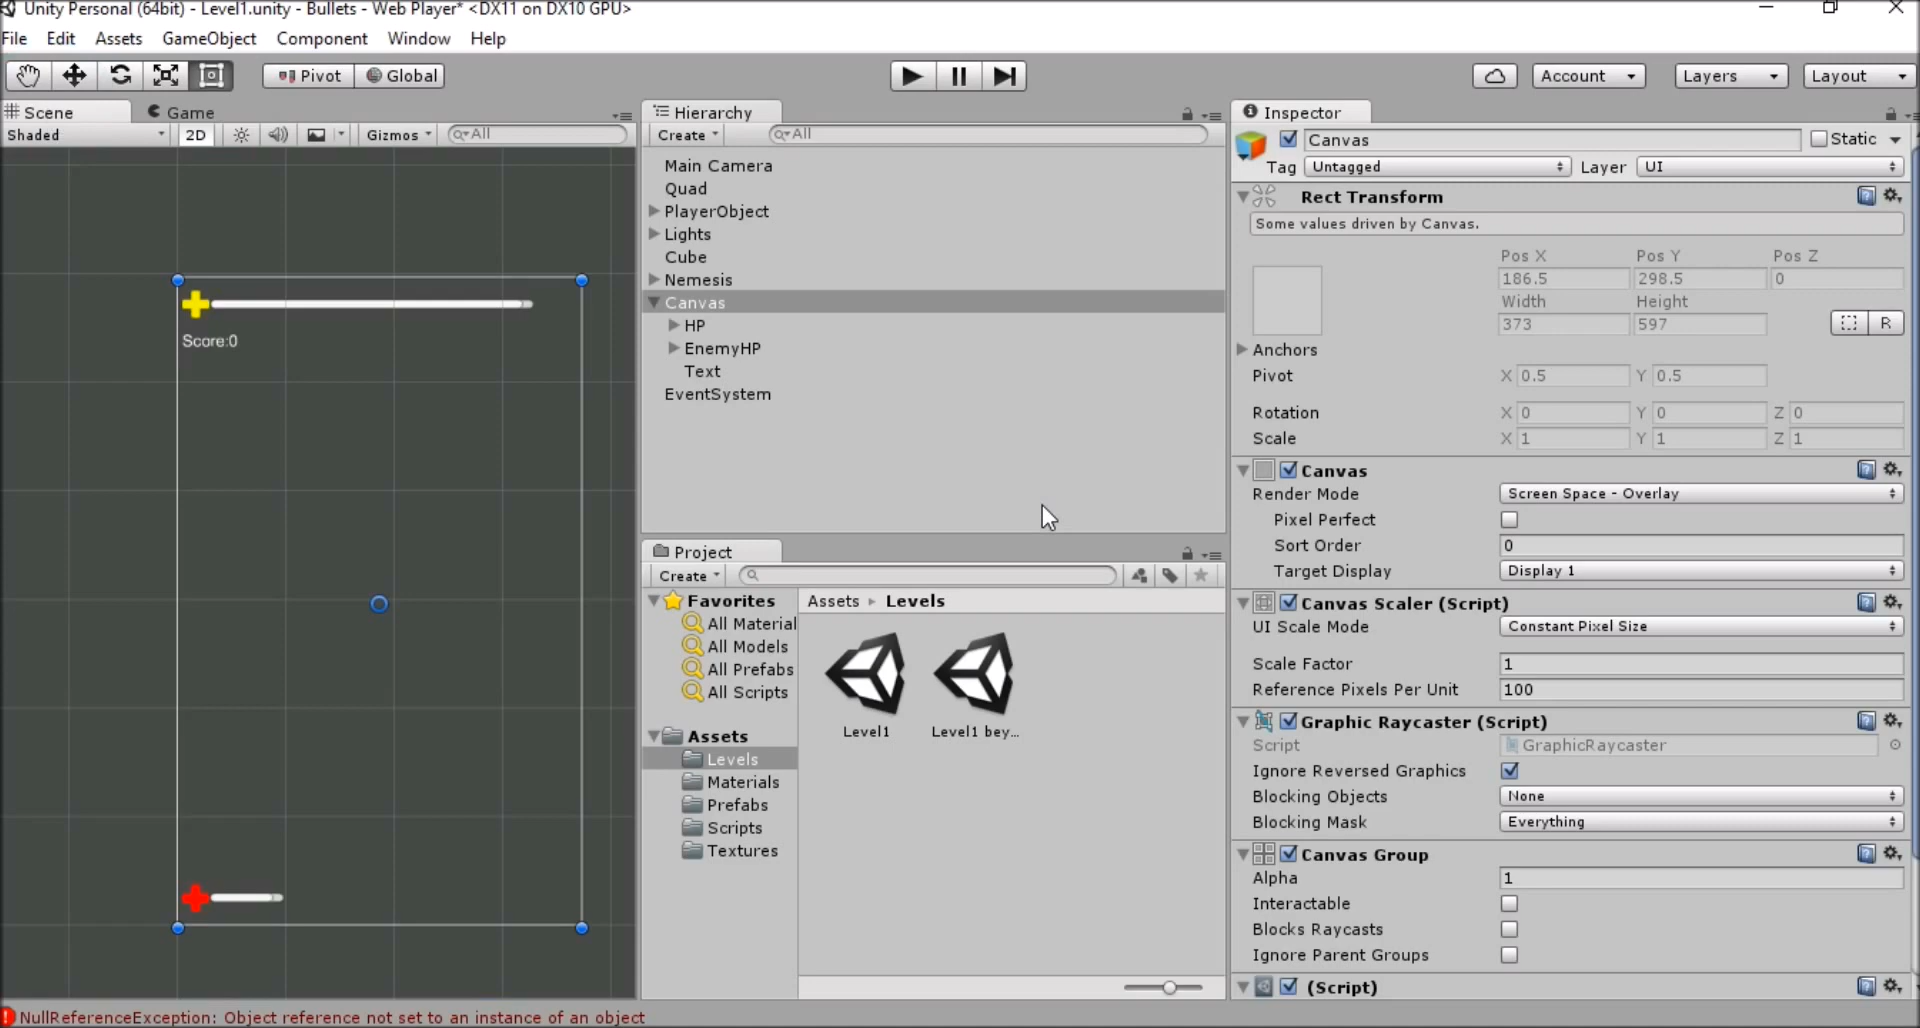 Unity Personal (64bit) - Level1.unity - Bullets - Web Player* <DX11 on DX10 GPU>
File Edit Assets GameObject Component Window Help
Pivot Global Account Layers Layout
Scene Game
Shaded 2D Gizmos All
Score:0
Hierarchy
Create All
Main Camera
Quad
PlayerObject
Lights
Cube
Nemesis
Canvas
HP
EnemyHP
Text
EventSystem
Project
Create
Favorites
All Material
All Models
All Prefabs
All Scripts
Assets
Levels
Materials
Prefabs
Scripts
Textures
Assets Levels
Level1 Level1 bey...
Inspector
Canvas Static
Tag Untagged Layer UI
Rect Transform
Some values driven by Canvas.
Pos X Pos Y Pos Z
186.5 298.5 0
Width Height
373 597 R
Anchors
Pivot X 0.5 Y 0.5
Rotation X 0 Y 0 Z 0
Scale X 1 Y 1 Z 1
Canvas
Render Mode Screen Space - Overlay
Pixel Perfect
Sort Order 0
Target Display Display 1
Canvas Scaler (Script)
UI Scale Mode Constant Pixel Size
Scale Factor 1
Reference Pixels Per Unit 100
Graphic Raycaster (Script)
Script GraphicRaycaster
Ignore Reversed Graphics
Blocking Objects None
Blocking Mask Everything
Canvas Group
Alpha 1
Interactable
Blocks Raycasts
Ignore Parent Groups
(Script)
NullReferenceException: Object reference not set to an instance of an object